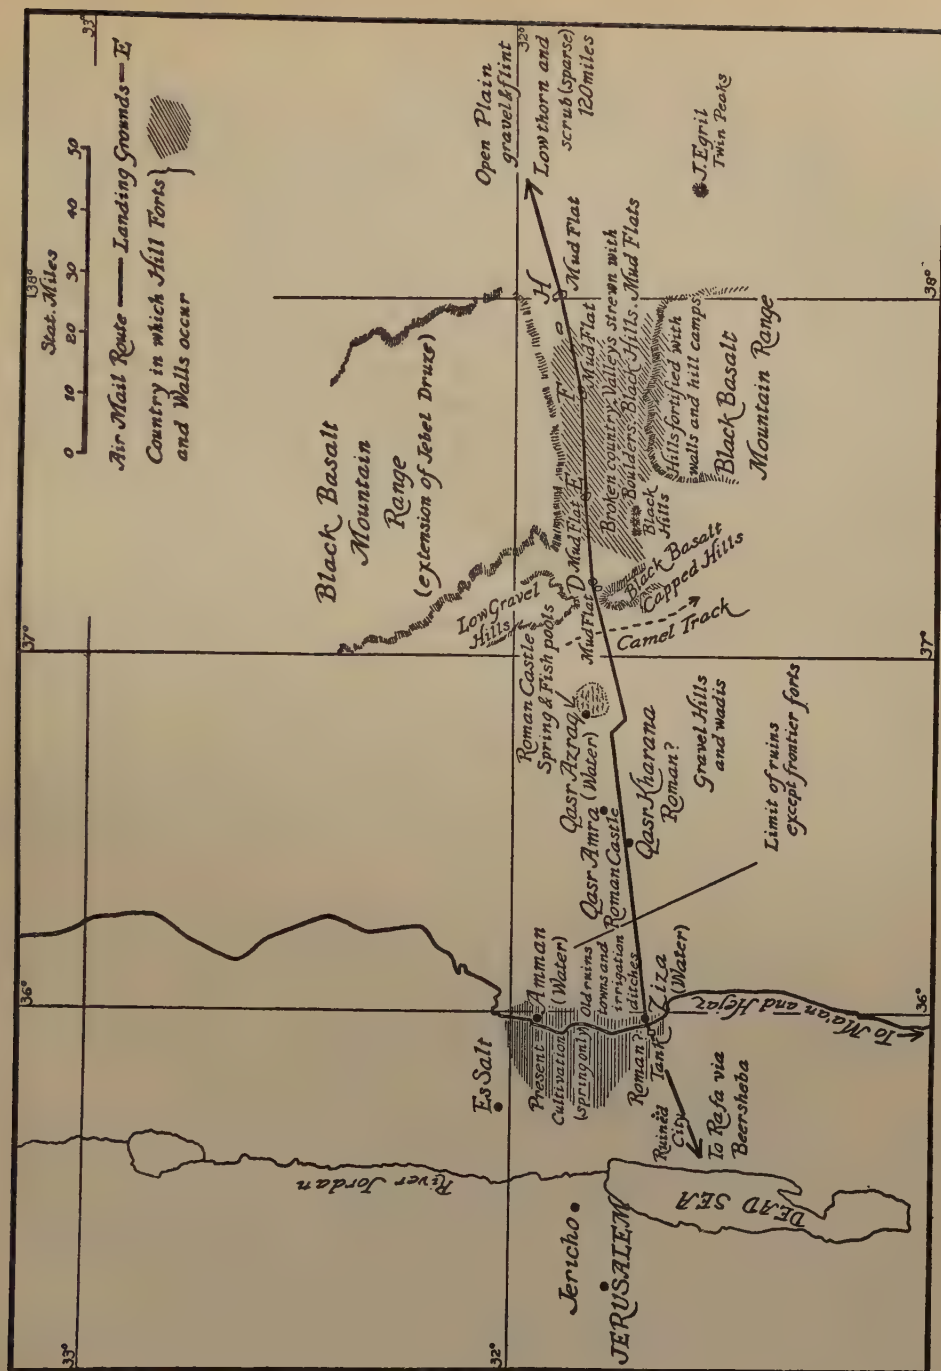 33°
33°
138°
Stat. Miles
0 10 20 30 40 50
Air Mail Route — Landing Grounds — E
Country in which Hill Forts
and Walls occur
37°
36°
Black Basalt
Mountain
Range
(extension of Jebel Druze)
Low Gravel
Hills
32°
32°
Open Plain
gravel & flint
Low thorn and
scrub (sparse)
120 miles
J. Egril
Twin Peaks
H
Mud Flat
F
Mud Flat
E
Mud Flat
D
Mud Flat
Broken country. Valleys strewn with
Boulders. Black Hills. Mud Flats
Black
Hills
Hills fortified with
walls and hill camps
Black Basalt
Mountain Range
Black Basalt
Capped Hills
Camel Track
Roman Castle
Spring & Fish pools
Qasr Azraq
(Water)
Qasr Amra
Roman Castle
Qasr Kharana
Roman?
Gravel Hills
and wadis
Limit of ruins
except frontier forts
Es Salt
Amman
(Water)
Present
Cultivation
(spring only)
Old ruins
towns and
irrigation
ditches
Roman?
Tank
Ziza
(Water)
To Ma'an and Hejaz
Ruined
City
To Rafa via
Beersheba
River Jordan
DEAD SEA
Jericho
JERUSALEM
38°
37°
36°